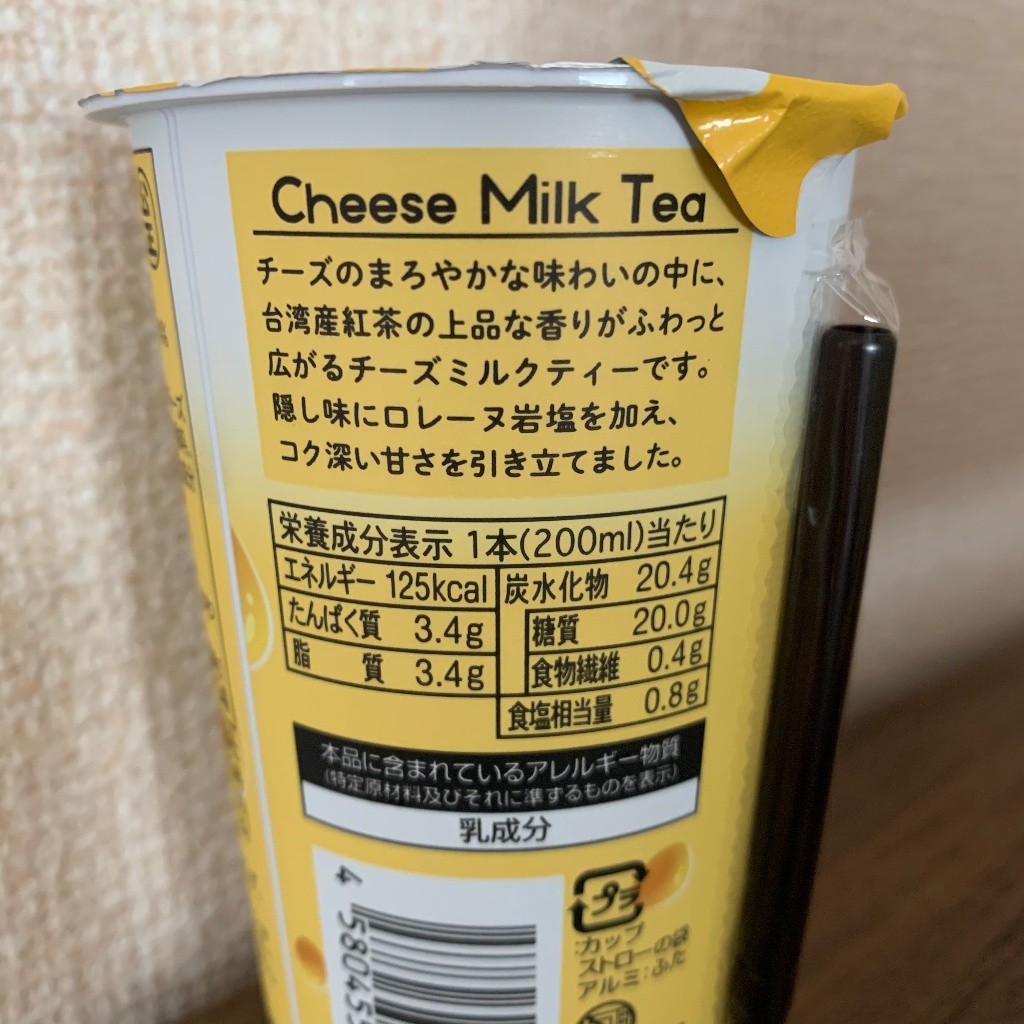 Cheese Milk Tea
チーズのまろやかな味わいの中に、
台湾産紅茶の上品な香りがふわっと
広がるチーズミルクティーです。
隠し味にロレーヌ岩塩を加え、
コク深い甘さを引き立てました。
栄養成分表示 1本(200ml)当たり
エネルギー 125kcal
たんぱく質 3.4g
脂質 3.4g
炭水化物 20.4g
糖質 20.0g
食物繊維 0.4g
食塩相当量 0.8g
本品に含まれているアレルギー物質
(特定原材料及びそれに準ずるものを表示)
乳成分
4 580455
プラ
:カップ
ストローの袋
アルミ:ふた